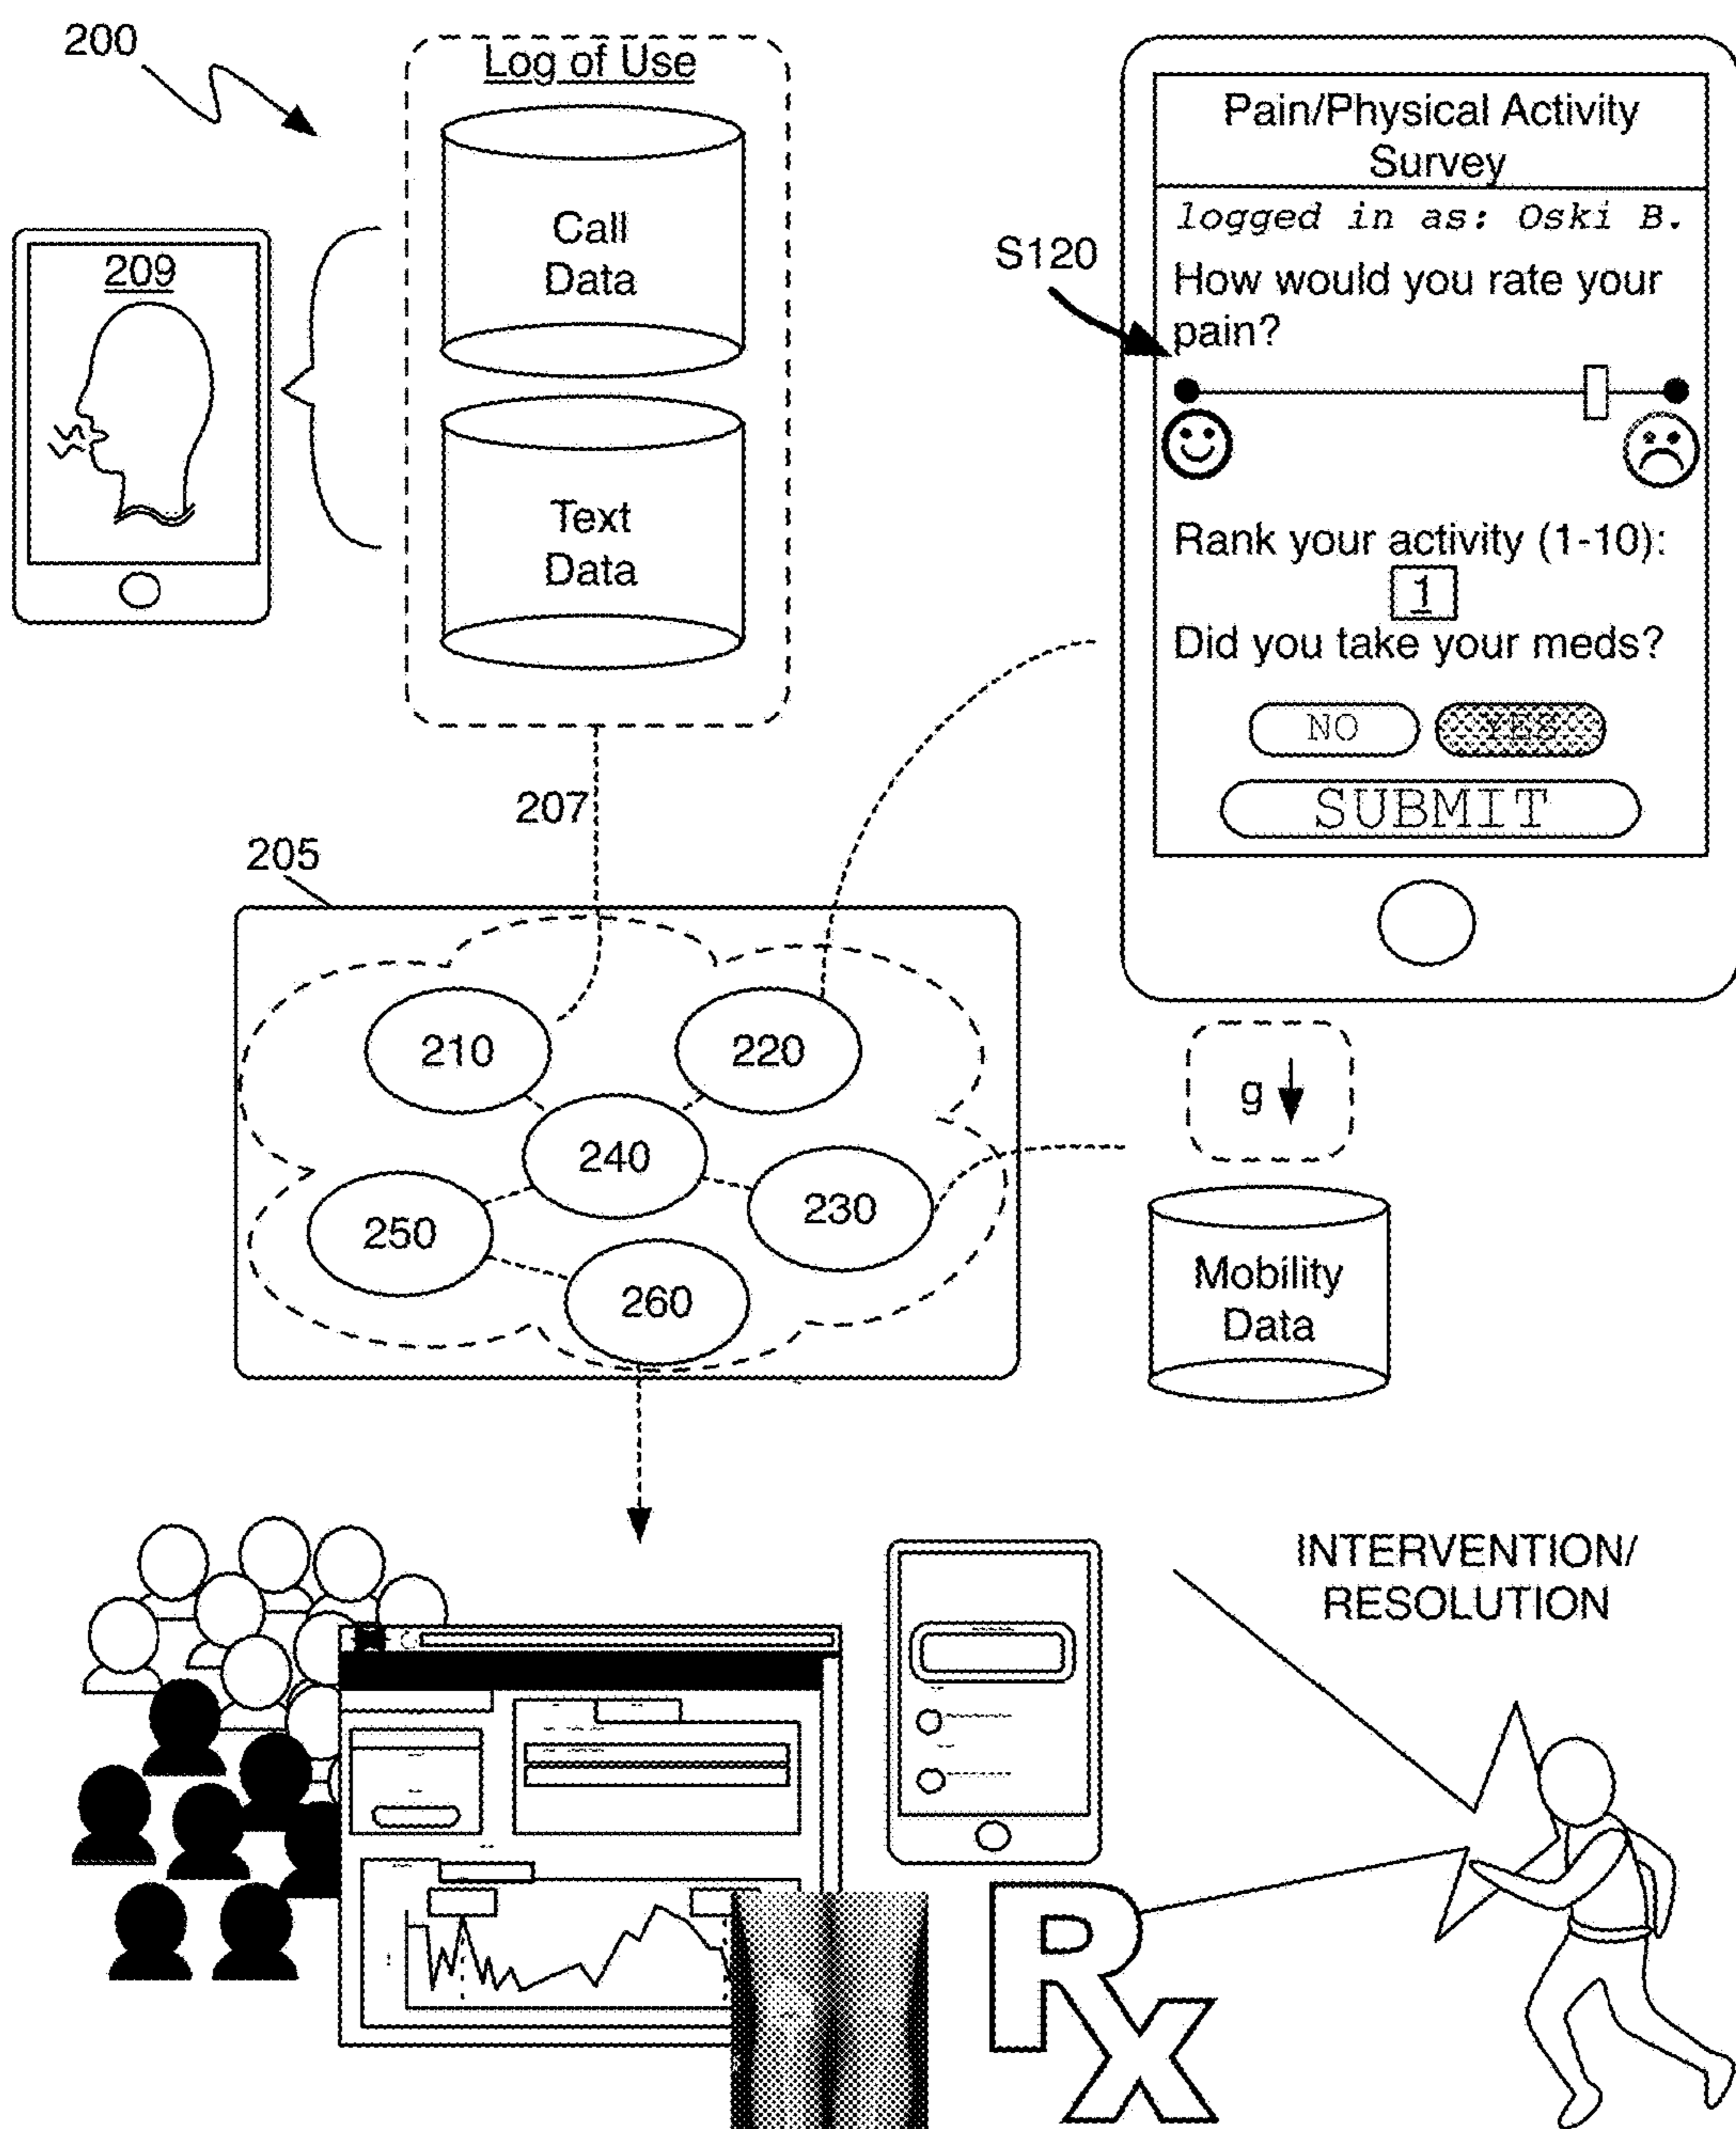 200
Log of Use
Call
Data
Text
Data
209
Pain/Physical Activity
Survey
logged in as: Oski B.
S120
How would you rate your
pain?
Rank your activity (1-10):
1
Did you take your meds?
NO
YES
SUBMIT
207
205
210
220
240
230
250
260
g
Mobility
Data
INTERVENTION/
RESOLUTION
Rx